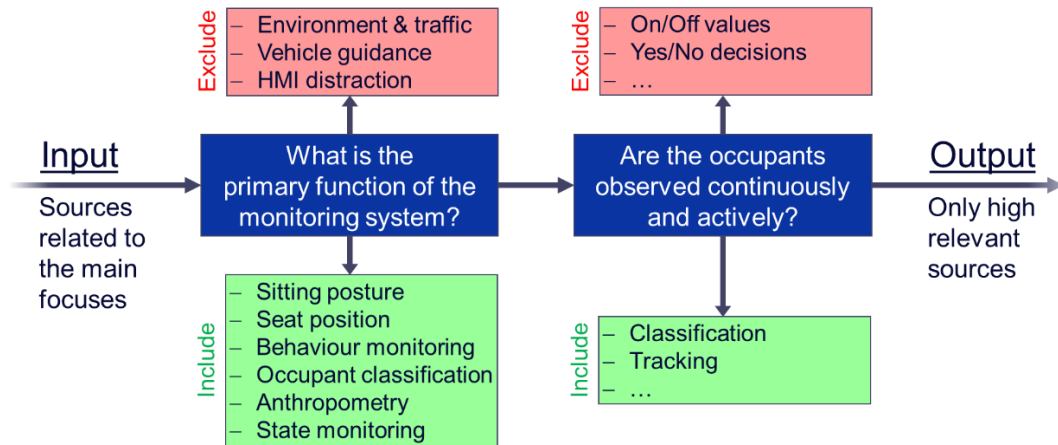 Exclude
– Environment & traffic
– Vehicle guidance
– HMI distraction
Exclude
– On/Off values
– Yes/No decisions
– …
Input
Sources
related to
the main
focuses
What is the
primary function of the
monitoring system?
Are the occupants
observed continuously
and actively?
Output
Only high
relevant
sources
Include
– Sitting posture
– Seat position
– Behaviour monitoring
– Occupant classification
– Anthropometry
– State monitoring
Include
– Classification
– Tracking
– …